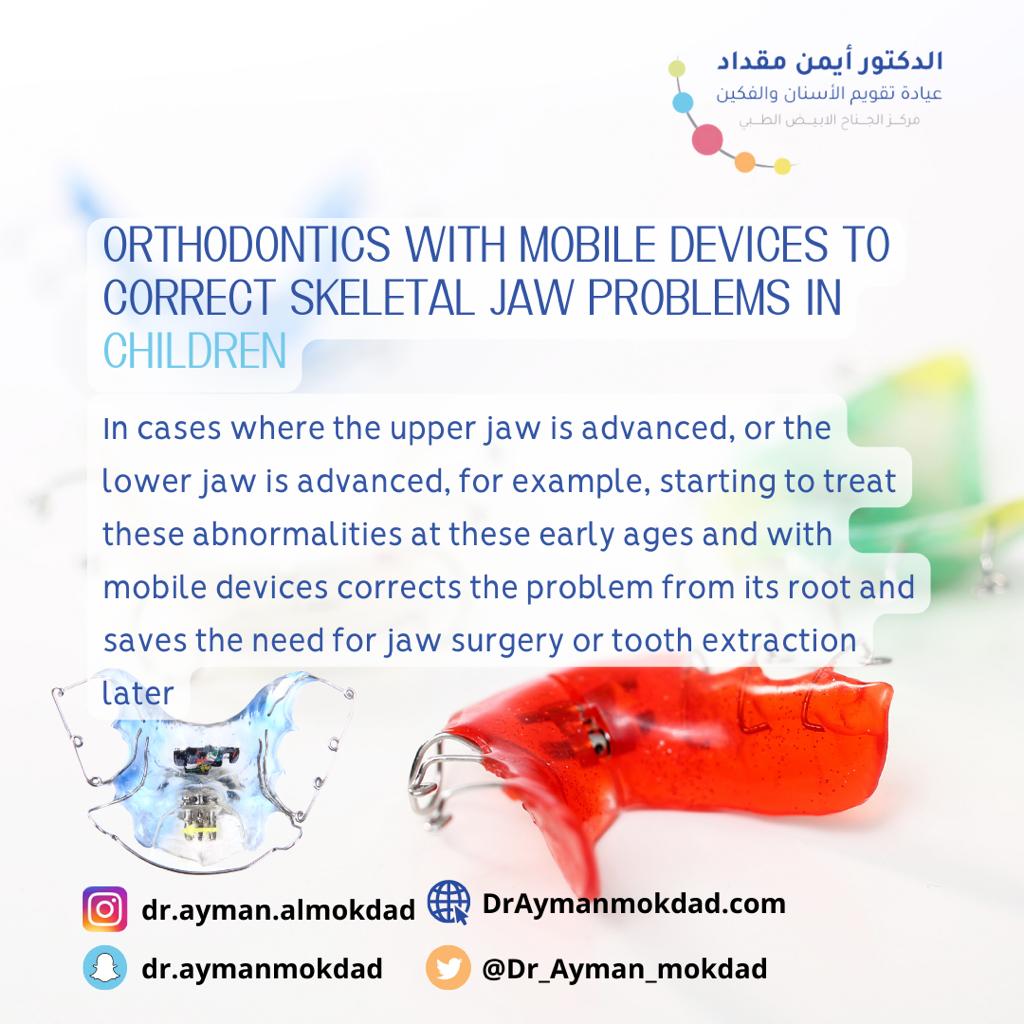 الدكتور أيمن مقداد
عيادة تقويم الأسنان والفكين
مركز الجناح الابيض الطبي
ORTHODONTICS WITH MOBILE DEVICES TO
CORRECT SKELETAL JAW PROBLEMS IN
CHILDREN
In cases where the upper jaw is advanced, or the
lower jaw is advanced, for example, starting to treat
these abnormalities at these early ages and with
mobile devices corrects the problem from its root and
saves the need for jaw surgery or tooth extraction
later
dr.ayman.almokdad
DrAymanmokdad.com
dr.aymanmokdad
@Dr_Ayman_mokdad